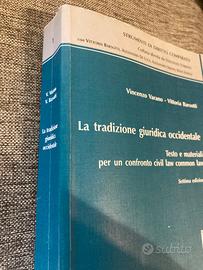 STRUMENTI DI DIRITTO COMPARATO
Vincenzo Varano - Vittoria Barsotti
La tradizione giuridica occidentale
Testo e materiali
per un confronto civil law common law
Settima edizione
V. Varano
V. Barsotti
La tradizione
giuridica
occidentale
Subito